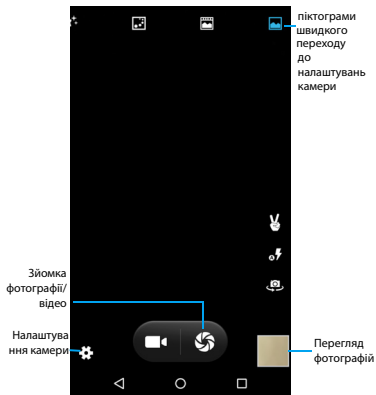 піктограми
швидкого
переходу
до
налаштувань
камери
Зйомка
фотографії/
відео
Налаштува
ння камери
Перегляд
фотографій